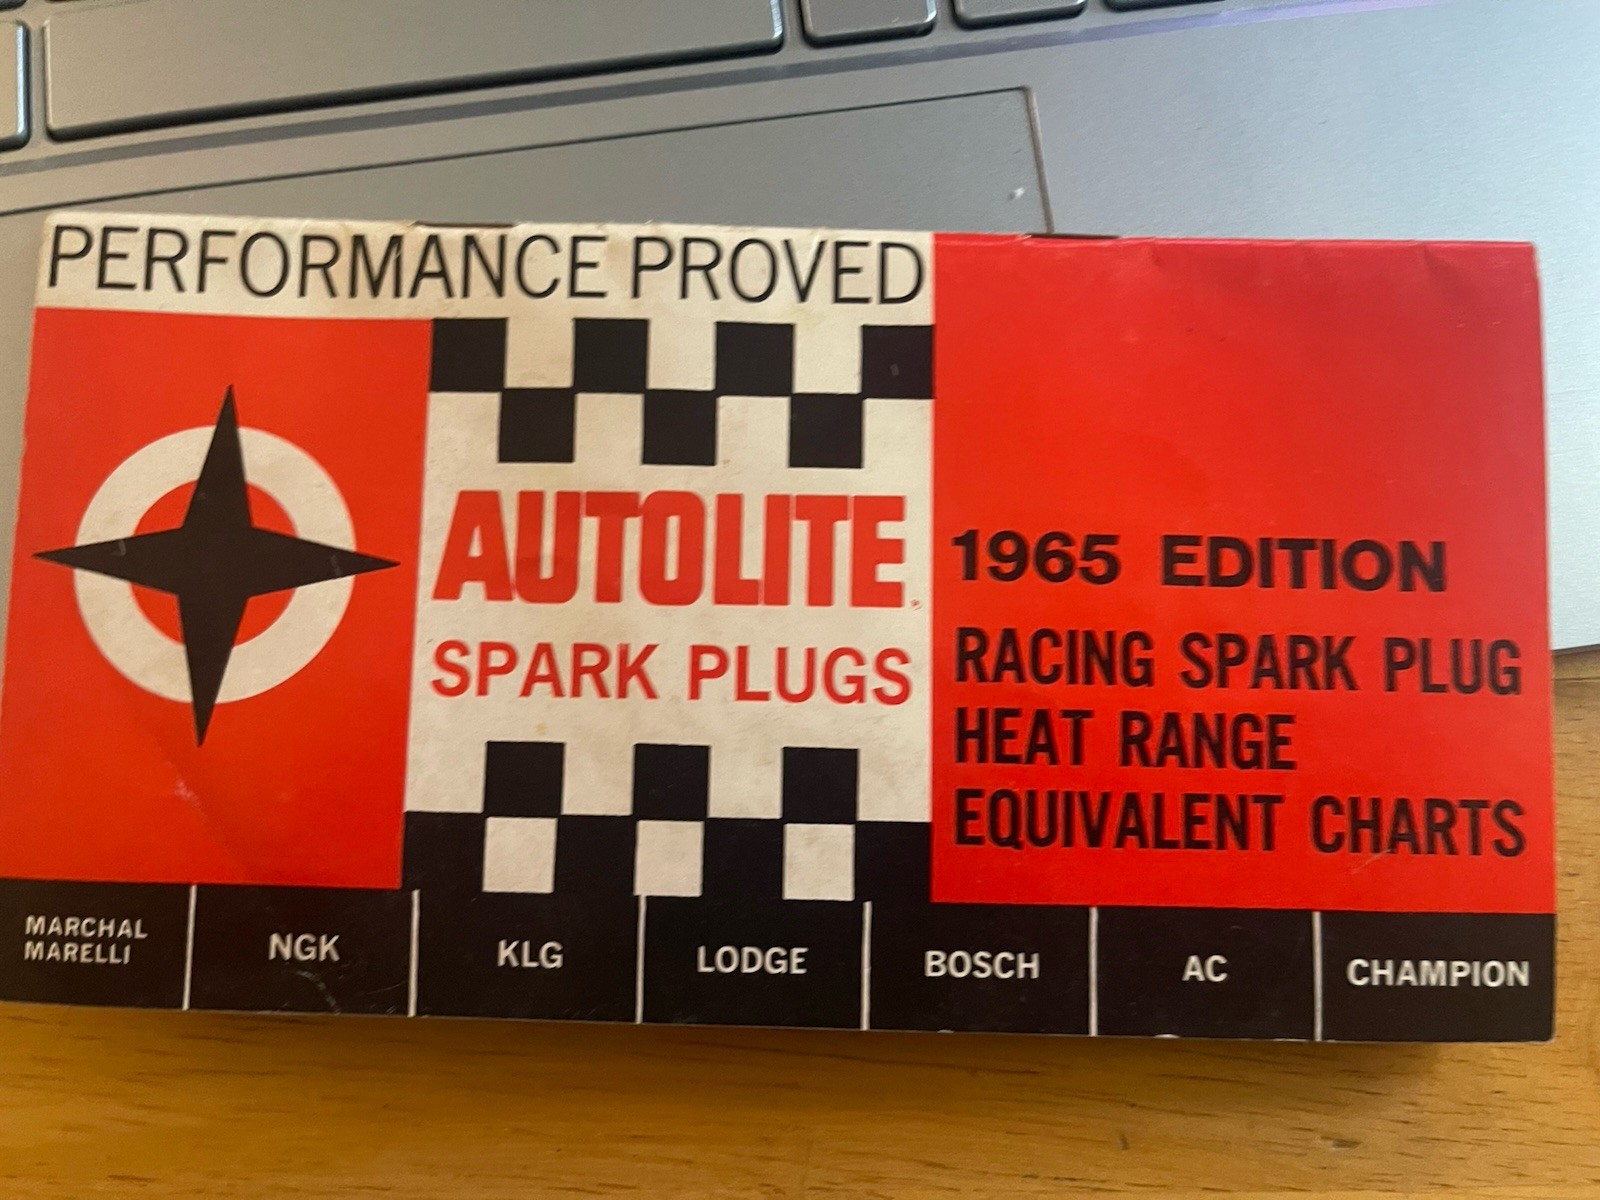 PERFORMANCE PROVED
AUTOLITE
SPARK PLUGS
1965 EDITION
RACING SPARK PLUG
HEAT RANGE
EQUIVALENT CHARTS
MARCHAL
MARELLI
NGK
KLG
LODGE
BOSCH
AC
CHAMPION